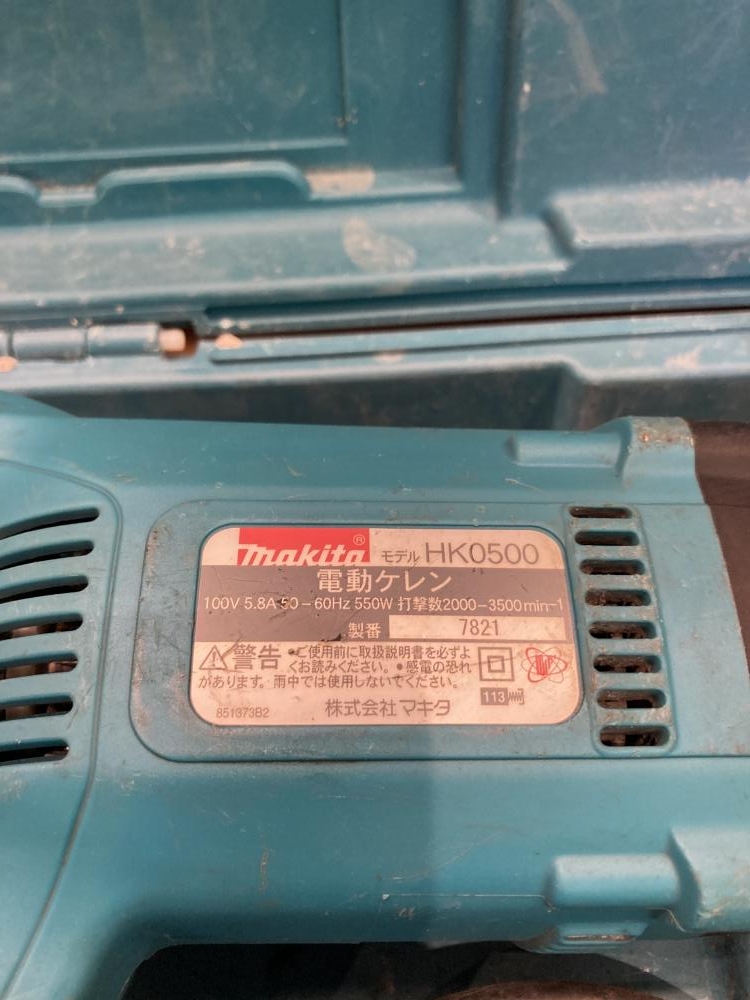 makita® モデル HK0500
電動ケレン
100V 5.8A 50-60Hz 550W 打撃数2000-3500min-1
製番 7821
警告 ・ご使用前に取扱説明書を必ずよ
くお読みください。・感電の恐れ
があります。雨中では使用しないでください。
851373B2 株式会社マキタ 113